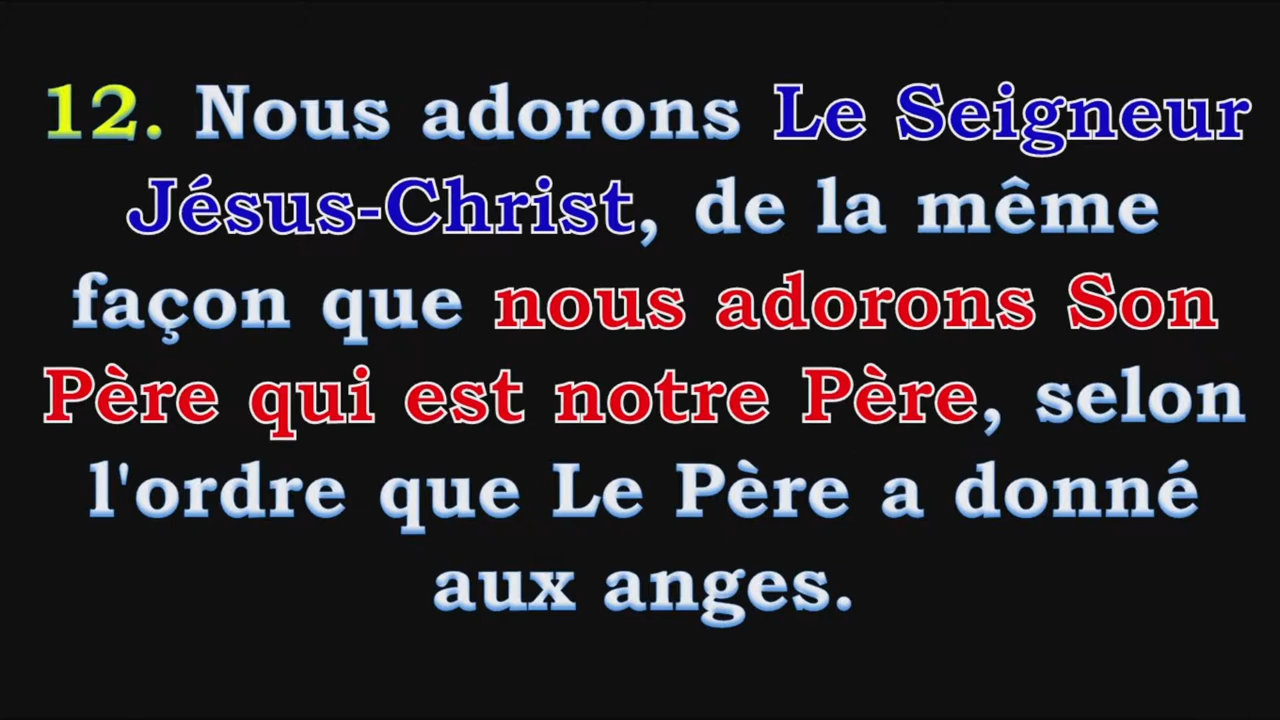 12. Nous adorons Le Seigneur
Jésus-Christ, de la même
façon que nous adorons Son
Père qui est notre Père, selon
l'ordre que Le Père a donné
aux anges.